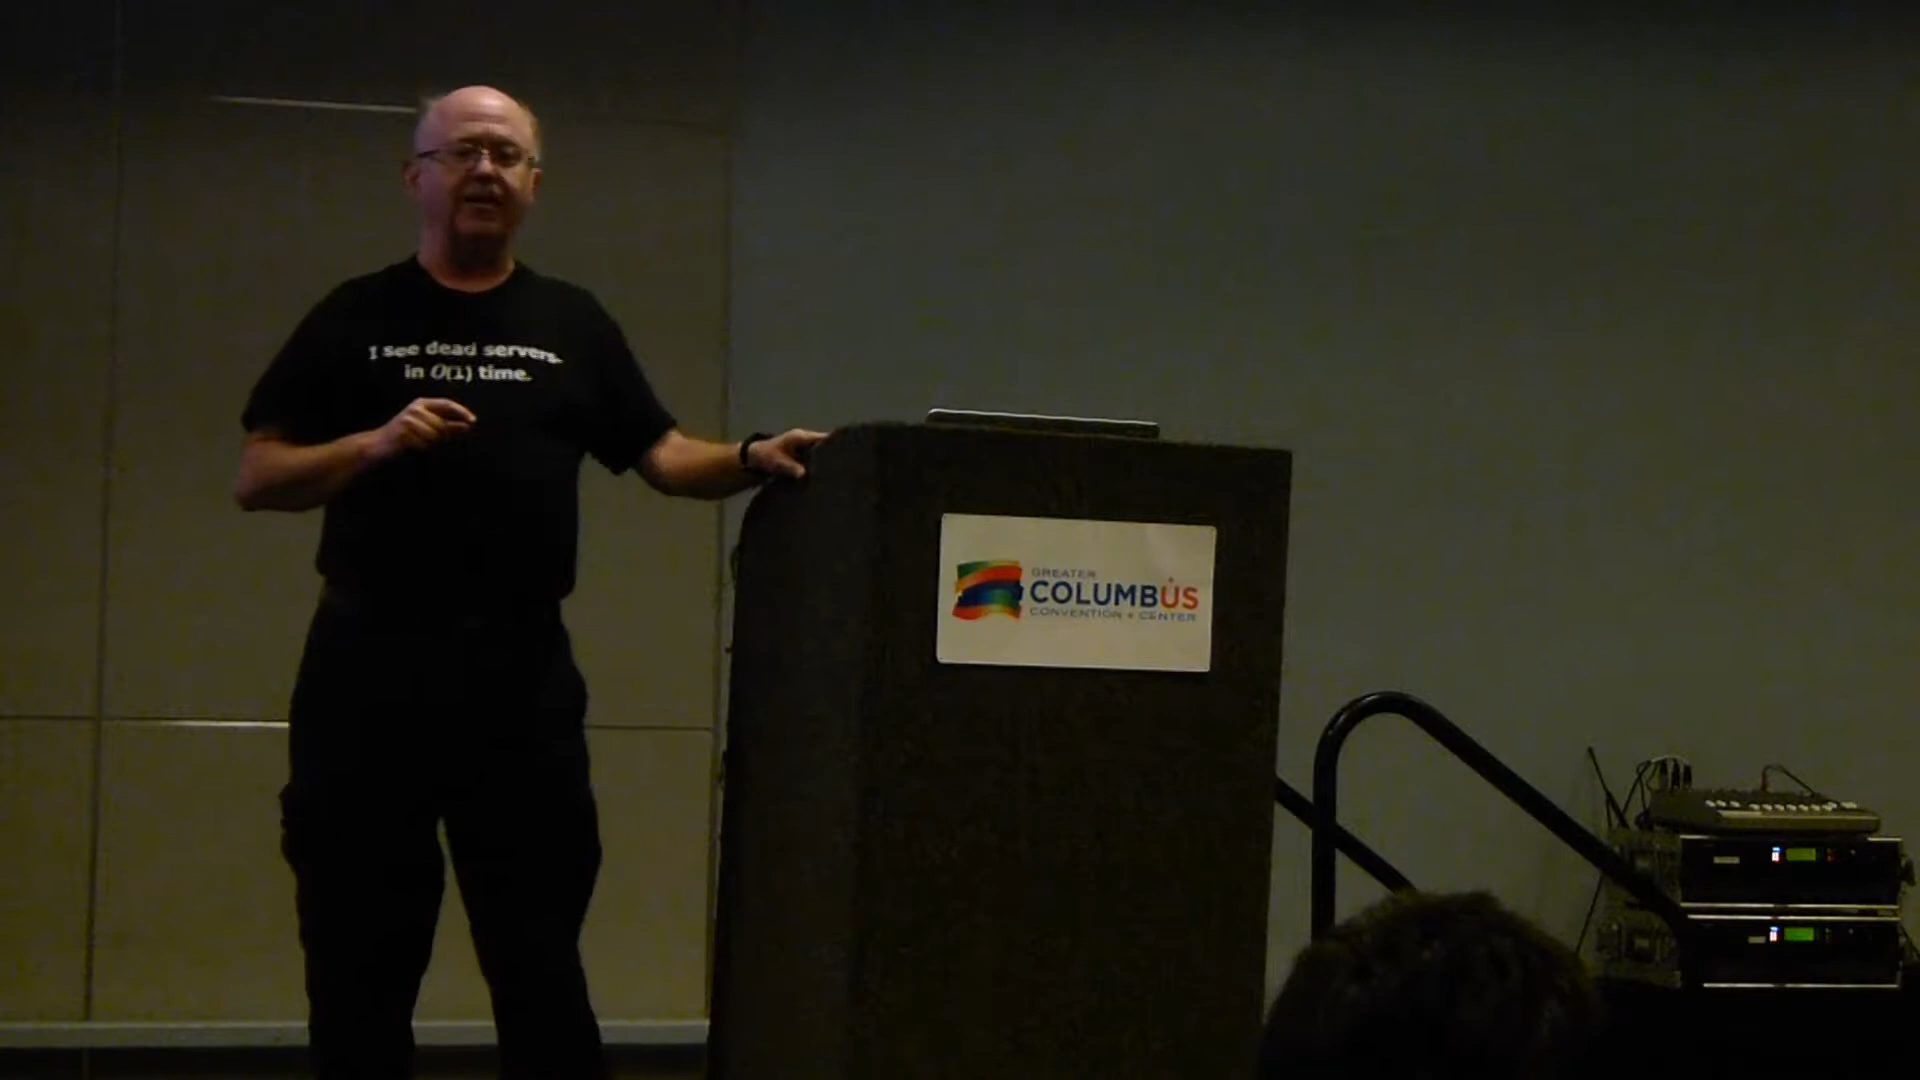 I see dead servers.
in O(1) time.
GREATER
COLUMBUS
CONVENTION + CENTER